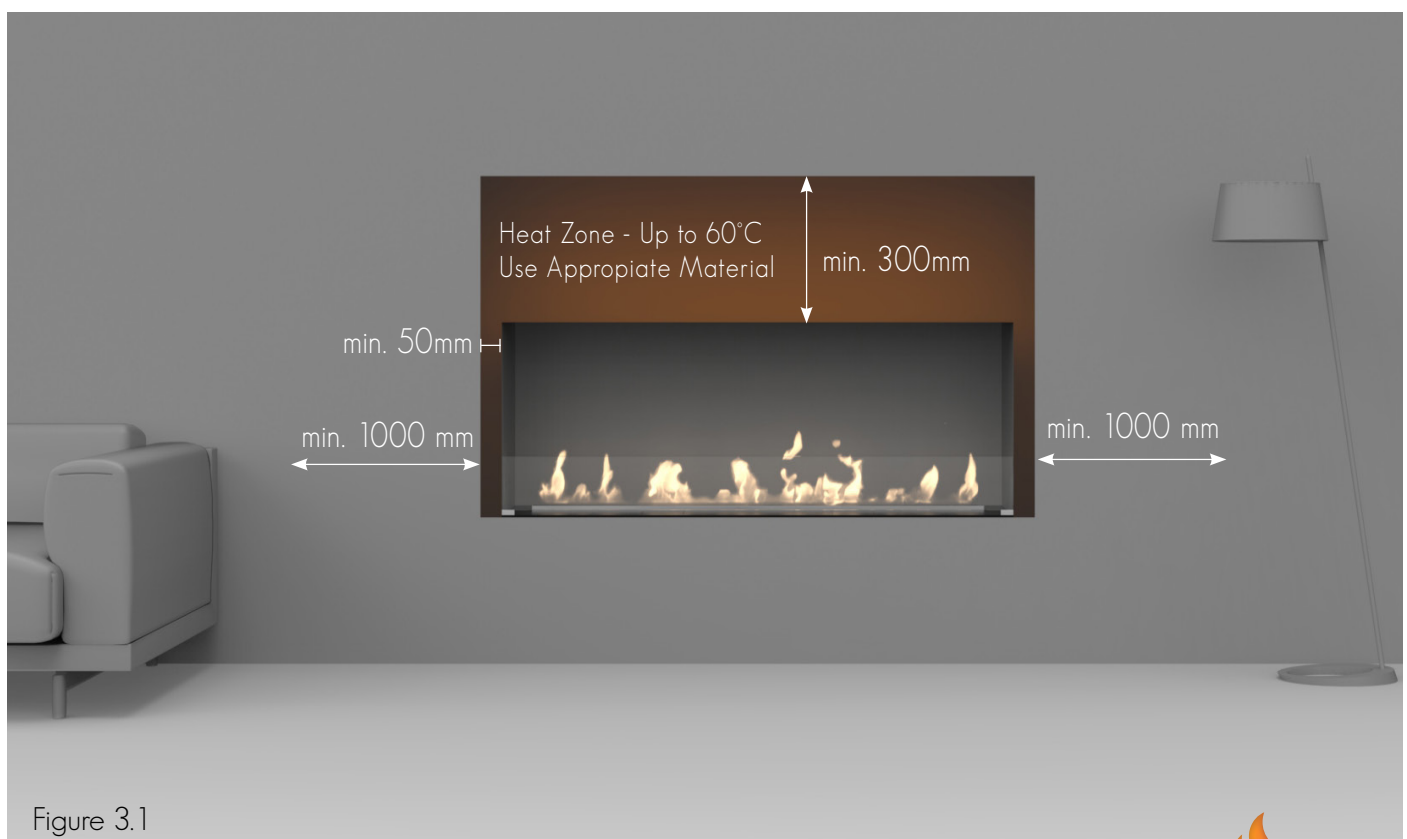 Heat Zone - Up to 60°C
Use Appropiate Material
min. 300mm
min. 50mm
min. 1000 mm
min. 1000 mm
Figure 3.1